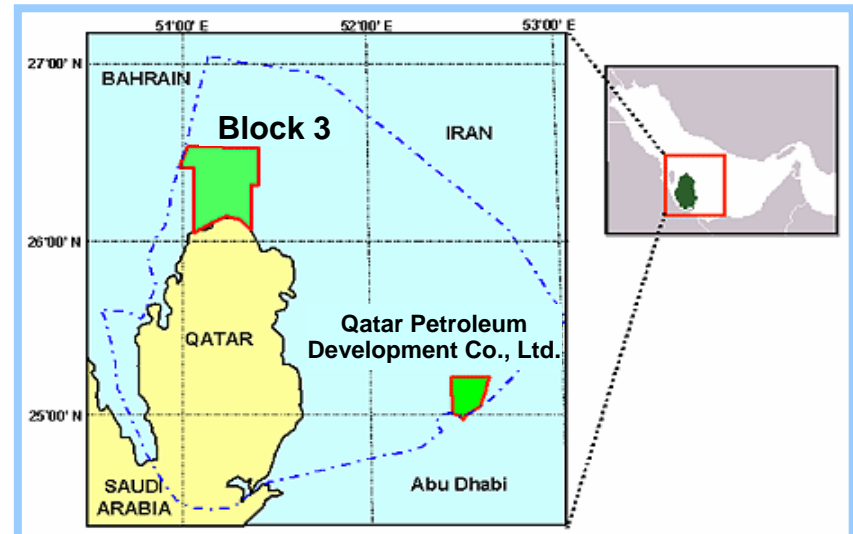 51°00' E 52°00' E 53°00' E
27°00' N
BAHRAIN
Block 3
IRAN
26°00' N
QATAR
Qatar Petroleum
Development Co., Ltd.
25°00' N
SAUDI
ARABIA
Abu Dhabi